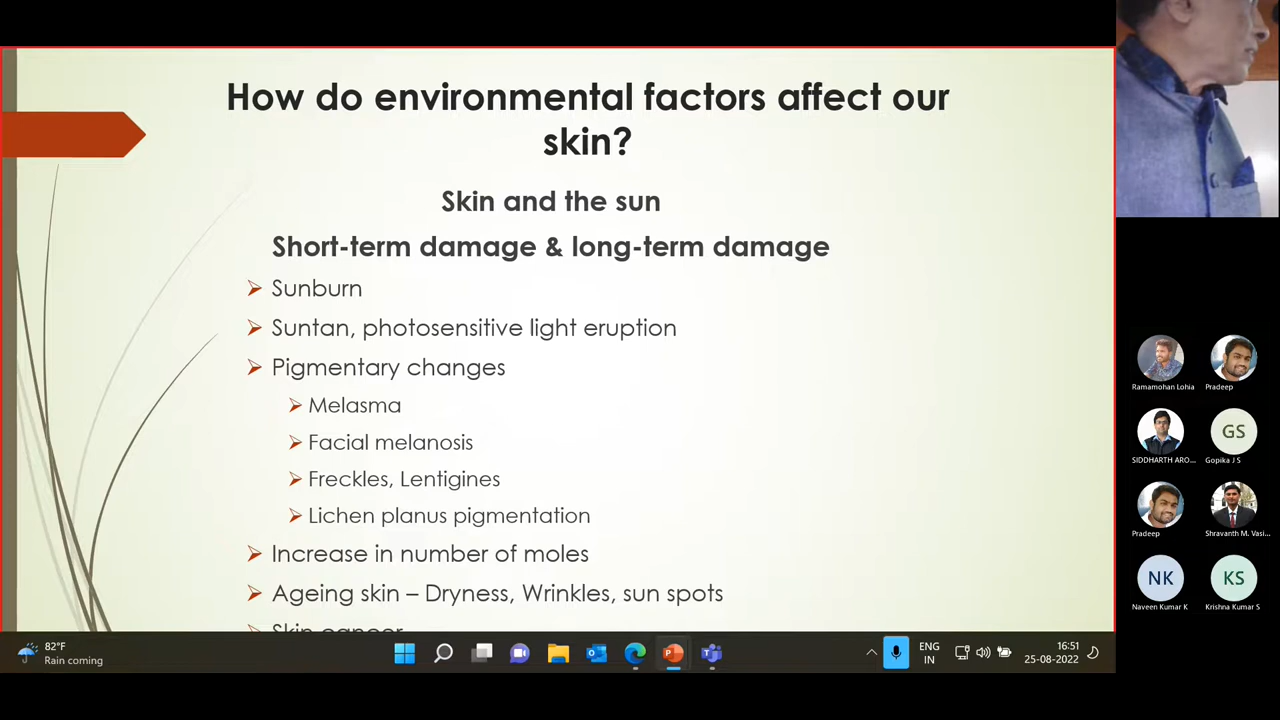 How do environmental factors affect our
skin?
Skin and the sun
Short-term damage & long-term damage
Sunburn
Suntan, photosensitive light eruption
Pigmentary changes
Melasma
Facial melanosis
Freckles, Lentigines
Lichen planus pigmentation
Increase in number of moles
Ageing skin – Dryness, Wrinkles, sun spots
Skin cancer
82°F
Rain coming
ENG
IN
16:51
25-08-2022
Ramamohan Lohia
Pradeep
SIDDHARTH ARO...
GS
Gopika J S
Pradeep
Shravanth M. Vasi...
NK
Naveen Kumar K
KS
Krishna Kumar S